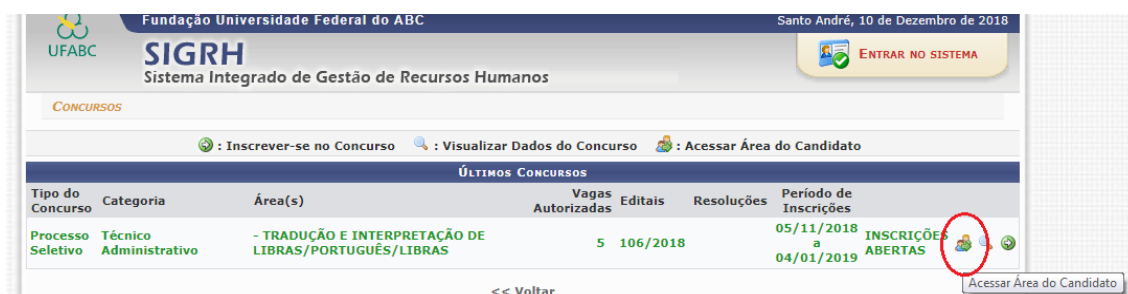 Fundação Universidade Federal do ABC
Santo André, 10 de Dezembro de 2018
UFABC
SIGRH
Sistema Integrado de Gestão de Recursos Humanos
ENTRAR NO SISTEMA
CONCURSOS
: Inscrever-se no Concurso : Visualizar Dados do Concurso : Acessar Área do Candidato
ÚLTIMOS CONCURSOS
Tipo do Concurso Categoria Área(s) Vagas Autorizadas Editais Resoluções Período de Inscrições
Processo Seletivo Técnico Administrativo - TRADUÇÃO E INTERPRETAÇÃO DE LIBRAS/PORTUGUÊS/LIBRAS 5 106/2018 05/11/2018 a 04/01/2019 INSCRIÇÕES ABERTAS
Acessar Área do Candidato
<< Voltar